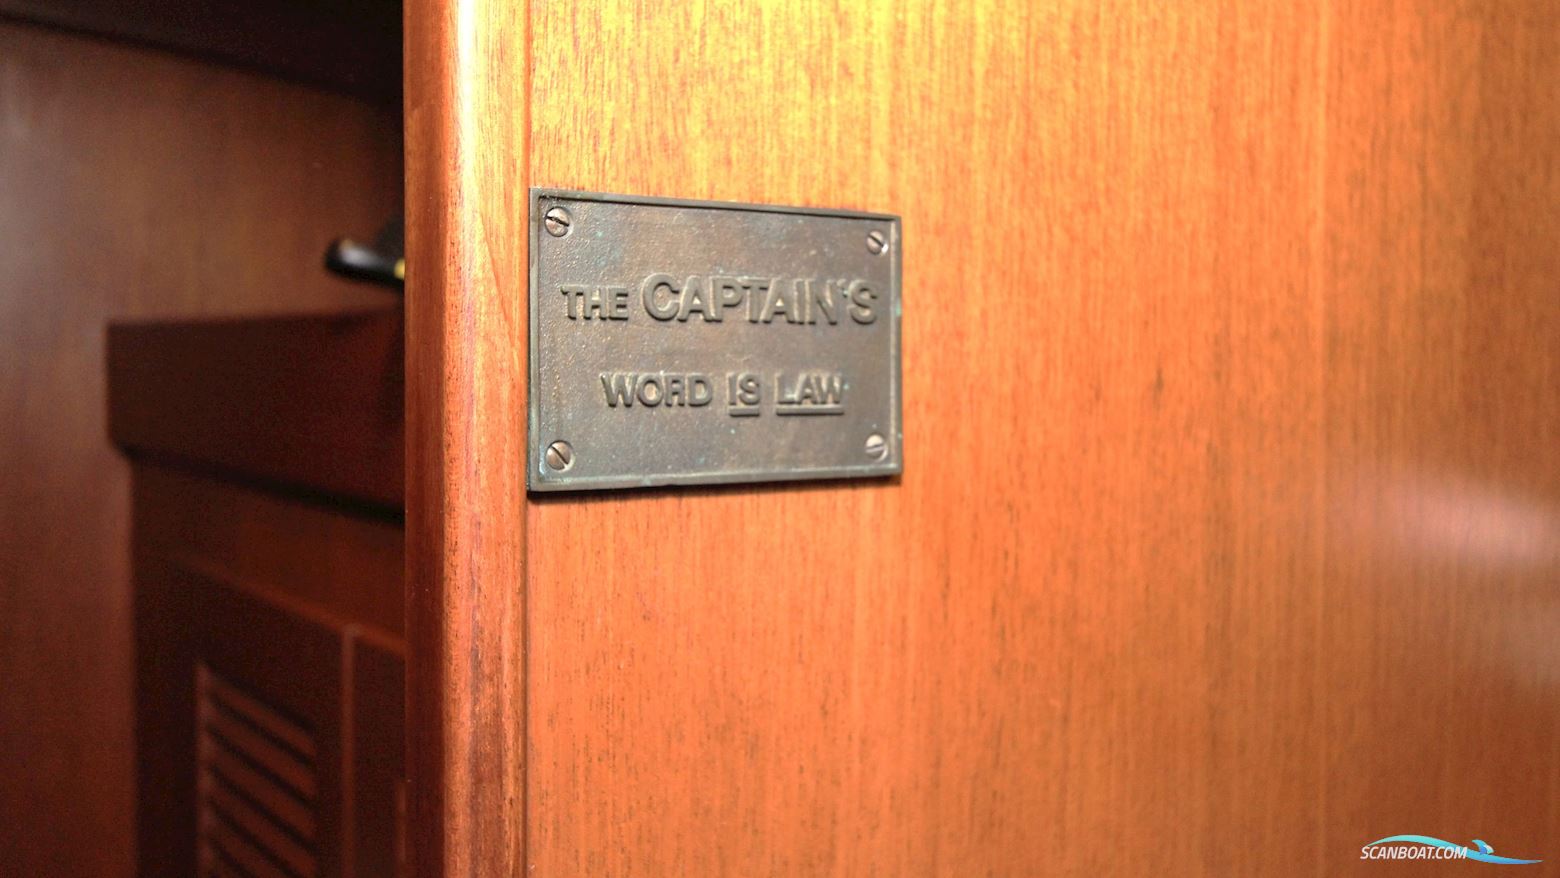 THE CAPTAIN'S
WORD IS LAW
SCANBOAT.COM